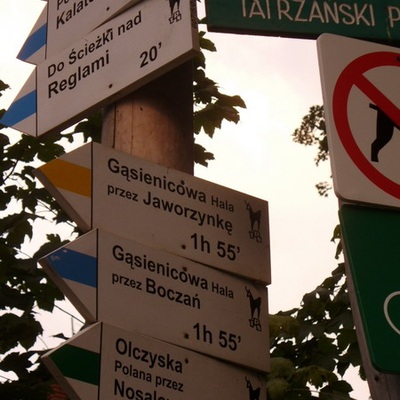 TATRZAŃSKI P
Do Ścieżki nad
Reglami 20'
Gąsienicowa Hala
przez Jaworzynkę
1h 55'
Gąsienicowa Hala
przez Boczań
1h 55'
Olczyska
Polana przez